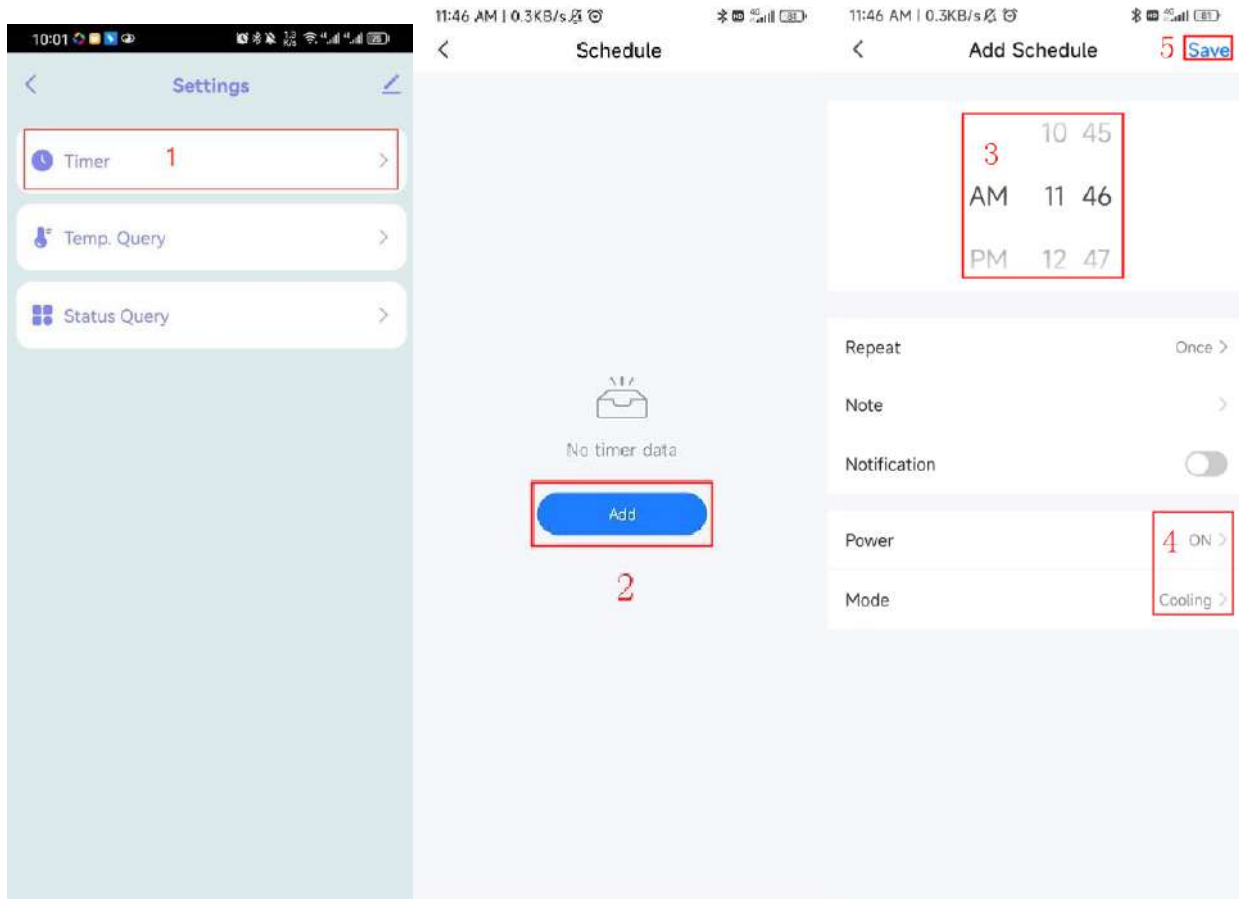 10:01
Settings
Timer 1
Temp. Query
Status Query
11:46 AM | 0.3KB/s
Schedule
No timer data
Add
2
11:46 AM | 0.3KB/s
Add Schedule 5 Save
10 45
3
AM 11 46
PM 12 47
Repeat Once
Note
Notification
Power 4 ON
Mode Cooling